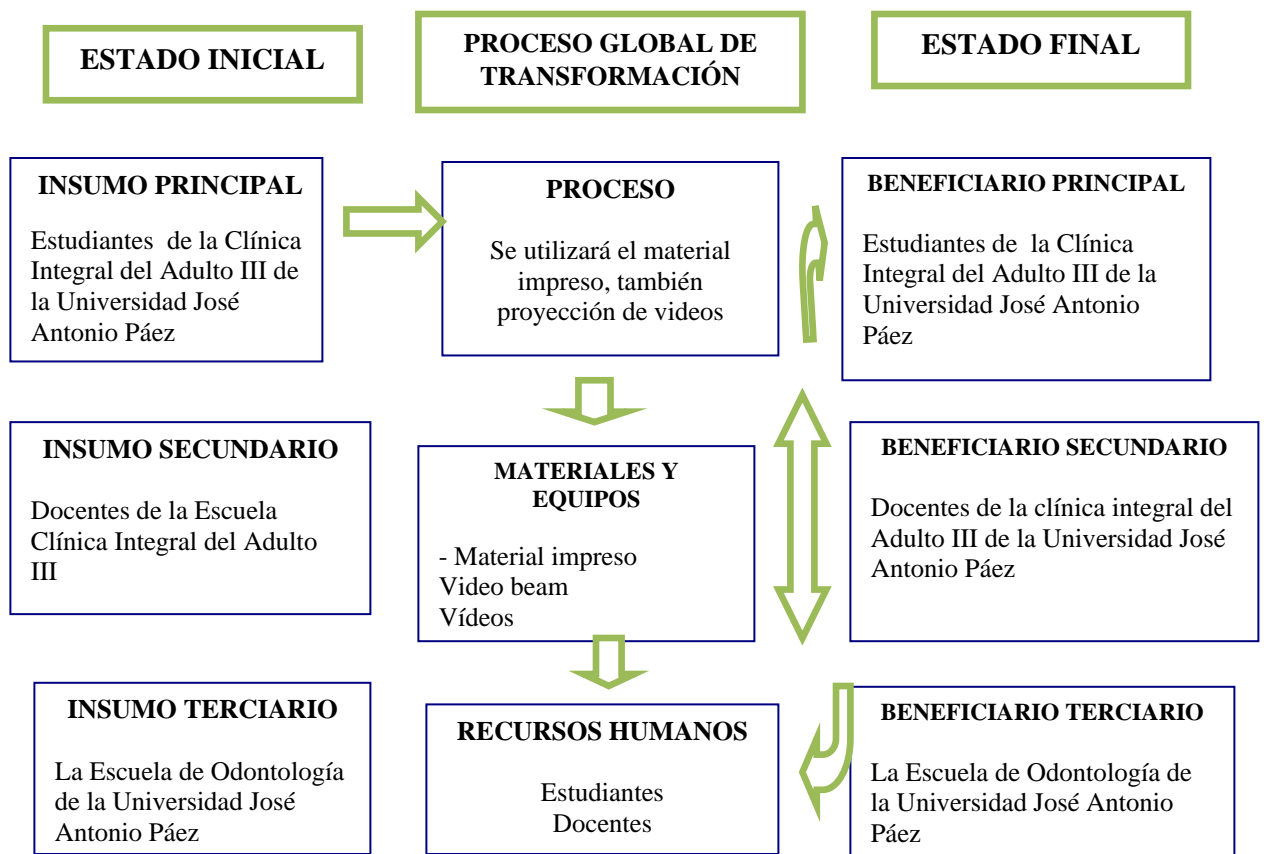 ESTADO INICIAL
PROCESO GLOBAL DE
TRANSFORMACIÓN
ESTADO FINAL
INSUMO PRINCIPAL
Estudiantes de la Clínica
Integral del Adulto III de
la Universidad José
Antonio Páez
PROCESO
Se utilizará el material
impreso, también
proyección de videos
BENEFICIARIO PRINCIPAL
Estudiantes de la Clínica
Integral del Adulto III de la
Universidad José Antonio
Páez
INSUMO SECUNDARIO
Docentes de la Escuela
Clínica Integral del Adulto
III
MATERIALES Y
EQUIPOS
- Material impreso
Video beam
Vídeos
BENEFICIARIO SECUNDARIO
Docentes de la clínica integral del
Adulto III de la Universidad José
Antonio Páez
INSUMO TERCIARIO
La Escuela de Odontología
de la Universidad José
Antonio Páez
RECURSOS HUMANOS
Estudiantes
Docentes
BENEFICIARIO TERCIARIO
La Escuela de Odontología de
la Universidad José Antonio
Páez